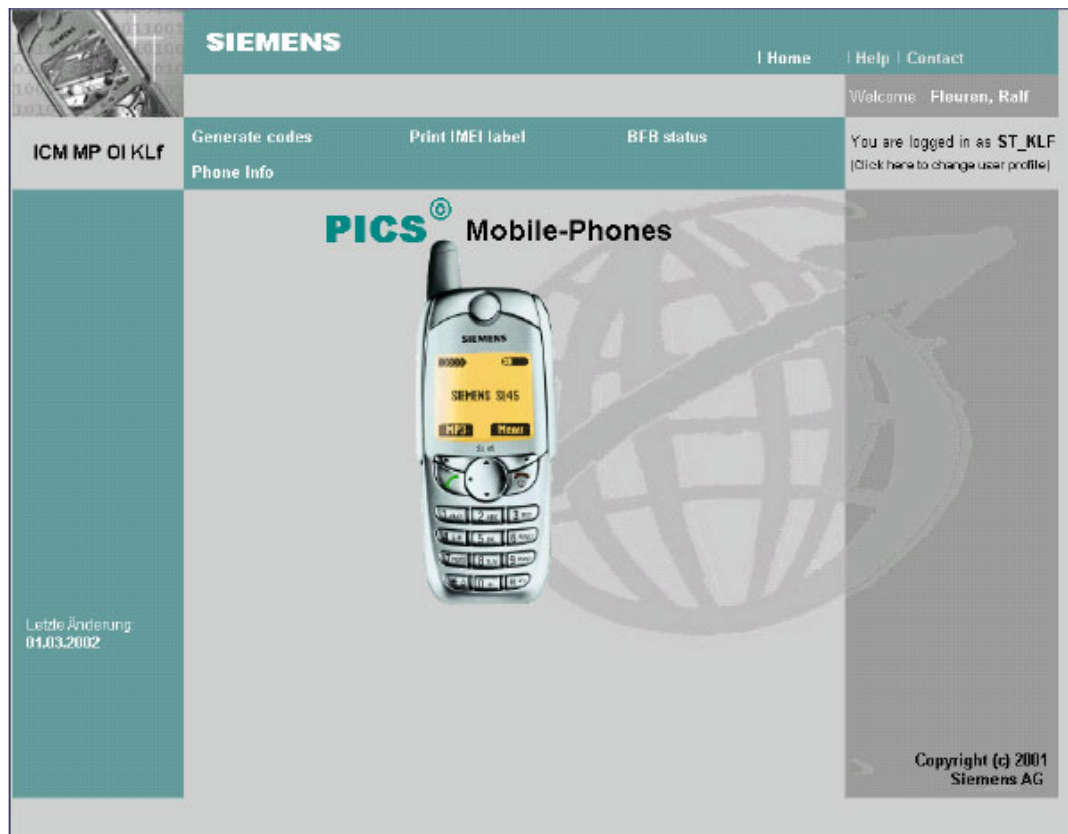 SIEMENS
| Home | Help | Contact
Welcome Fleuren, Ralf
ICM MP OI KLf
Generate codes Print IMEI label BFB status
Phone Info
You are logged in as ST_KLF
[Click here to change user profile]
PICS © Mobile-Phones
SIEMENS
SIEMENS SL45
MP3 Menu
SL45
Letzte Änderung:
01.03.2002
Copyright (c) 2001
Siemens AG